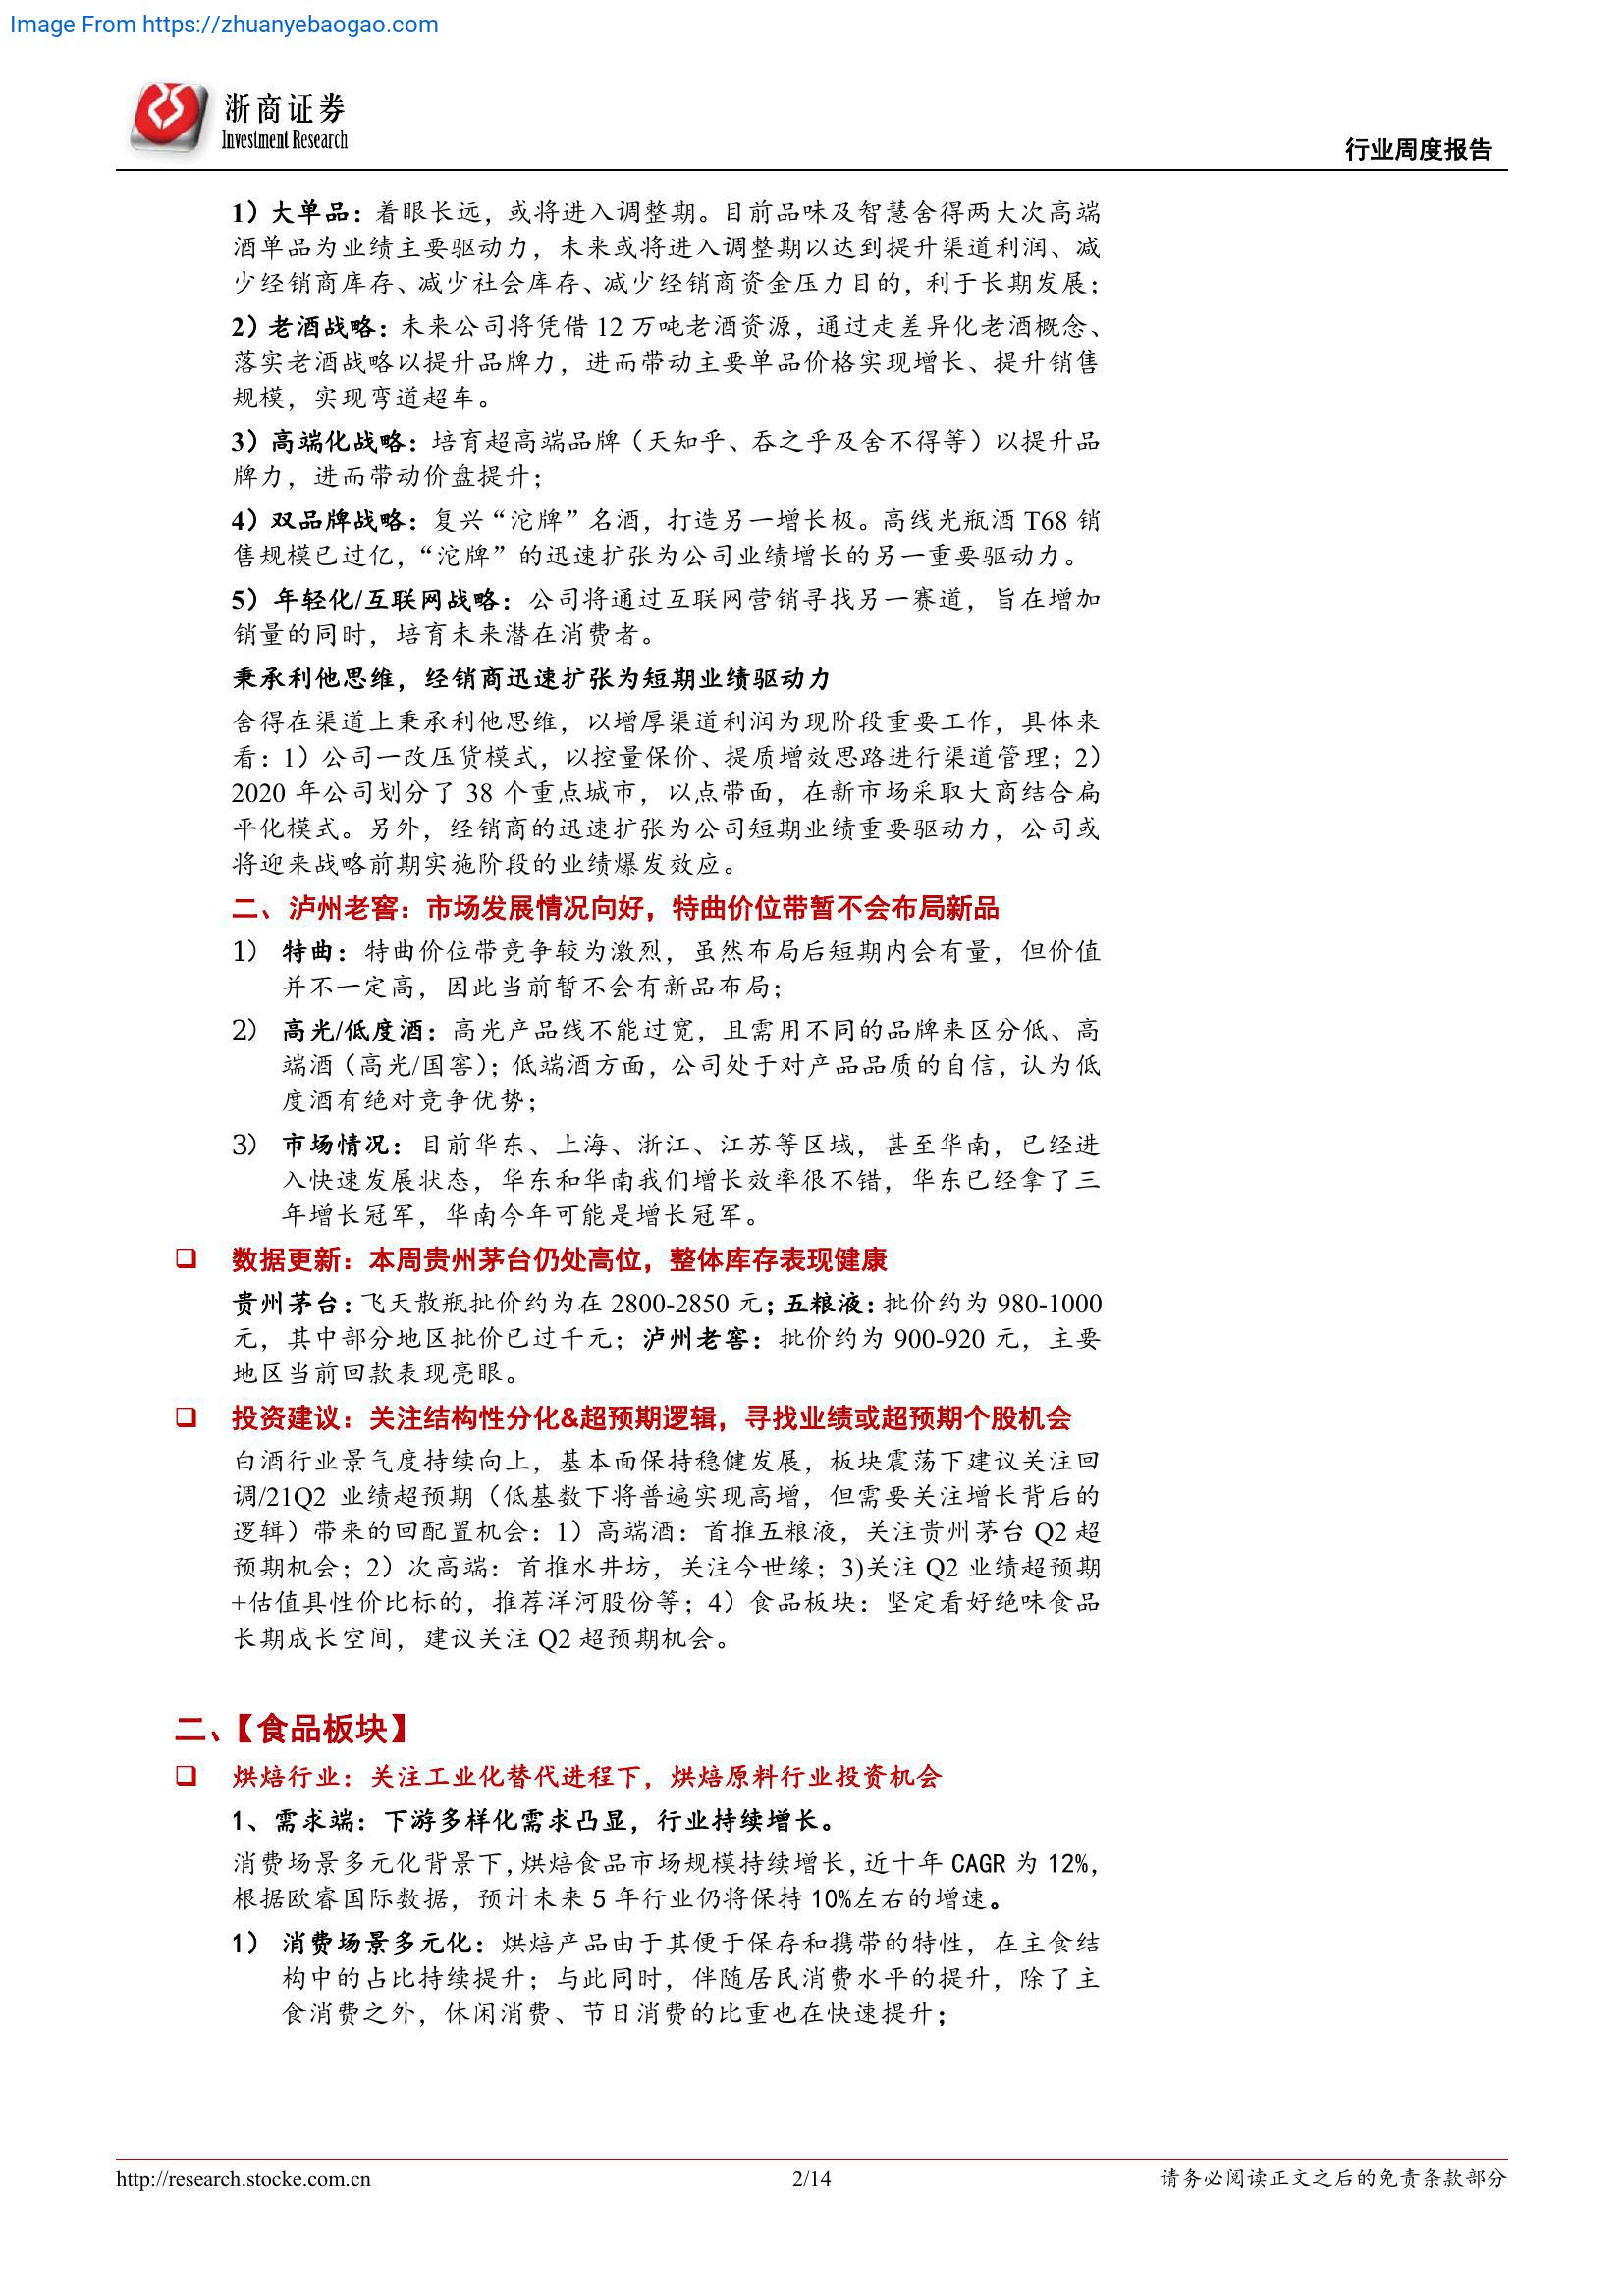 Image From https://zhuanyebaogao.com
浙商证券
Investment Research
行业周度报告
1）大单品：着眼长远，或将进入调整期。目前品味及智慧舍得两大次高端
酒单品为业绩主要驱动力，未来或将进入调整期以达到提升渠道利润、减
少经销商库存、减少社会库存、减少经销商资金压力目的，利于长期发展；
2）老酒战略：未来公司将凭借 12 万吨老酒资源，通过走差异化老酒概念、
落实老酒战略以提升品牌力，进而带动主要单品价格实现增长、提升销售
规模，实现弯道超车。
3）高端化战略：培育超高端品牌（天知乎、吞之乎及舍不得等）以提升品
牌力，进而带动价盘提升；
4）双品牌战略：复兴“沱牌”名酒，打造另一增长极。高线光瓶酒 T68 销
售规模已过亿，“沱牌”的迅速扩张为公司业绩增长的另一重要驱动力。
5）年轻化/互联网战略：公司将通过互联网营销寻找另一赛道，旨在增加
销量的同时，培育未来潜在消费者。
秉承利他思维，经销商迅速扩张为短期业绩驱动力
舍得在渠道上秉承利他思维，以增厚渠道利润为现阶段重要工作，具体来
看：1）公司一改压货模式，以控量保价、提质增效思路进行渠道管理；2）
2020 年公司划分了 38 个重点城市，以点带面，在新市场采取大商结合扁
平化模式。另外，经销商的迅速扩张为公司短期业绩重要驱动力，公司或
将迎来战略前期实施阶段的业绩爆发效应。
二、泸州老窖：市场发展情况向好，特曲价位带暂不会布局新品
1） 特曲：特曲价位带竞争较为激烈，虽然布局后短期内会有量，但价值
并不一定高，因此当前暂不会有新品布局；
2） 高光/低度酒：高光产品线不能过宽，且需用不同的品牌来区分低、高
端酒（高光/国窖）；低端酒方面，公司处于对产品品质的自信，认为低
度酒有绝对竞争优势；
3） 市场情况：目前华东、上海、浙江、江苏等区域，甚至华南，已经进
入快速发展状态，华东和华南我们增长效率很不错，华东已经拿了三
年增长冠军，华南今年可能是增长冠军。
❑ 数据更新：本周贵州茅台仍处高位，整体库存表现健康
贵州茅台：飞天散瓶批价约为在 2800-2850 元；五粮液：批价约为 980-1000
元，其中部分地区批价已过千元；泸州老窖：批价约为 900-920 元，主要
地区当前回款表现亮眼。
❑ 投资建议：关注结构性分化&超预期逻辑，寻找业绩或超预期个股机会
白酒行业景气度持续向上，基本面保持稳健发展，板块震荡下建议关注回
调/21Q2 业绩超预期（低基数下将普遍实现高增，但需要关注增长背后的
逻辑）带来的回配置机会：1）高端酒：首推五粮液，关注贵州茅台 Q2 超
预期机会；2）次高端：首推水井坊，关注今世缘；3)关注 Q2 业绩超预期
+估值具性价比标的，推荐洋河股份等；4）食品板块：坚定看好绝味食品
长期成长空间，建议关注 Q2 超预期机会。
二、【食品板块】
❑ 烘焙行业：关注工业化替代进程下，烘焙原料行业投资机会
1、需求端：下游多样化需求凸显，行业持续增长。
消费场景多元化背景下，烘焙食品市场规模持续增长，近十年 CAGR 为 12%，
根据欧睿国际数据，预计未来 5 年行业仍将保持 10%左右的增速。
1） 消费场景多元化：烘焙产品由于其便于保存和携带的特性，在主食结
构中的占比持续提升；与此同时，伴随居民消费水平的提升，除了主
食消费之外，休闲消费、节日消费的比重也在快速提升；
http://research.stocke.com.cn
2/14
请务必阅读正文之后的免责条款部分